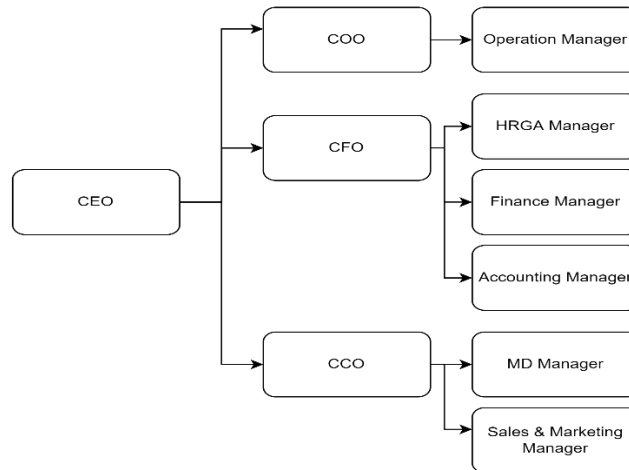 COO
Operation Manager
HRGA Manager
CFO
CEO
Finance Manager
Accounting Manager
CCO
MD Manager
Sales & Marketing
Manager